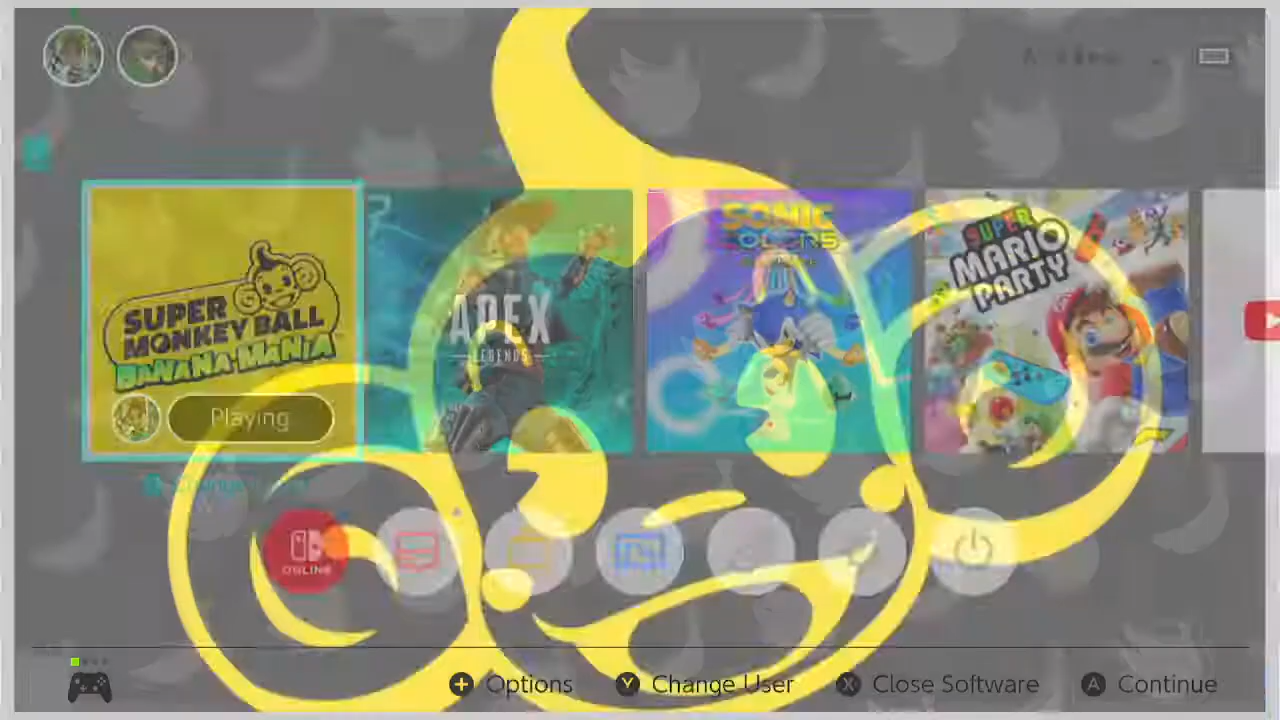 SONIC
COLORS
SUPER
MARIO
PARTY
SUPER
MONKEY BALL
BANANA MANIA
APEX
LEGENDS
Playing
ONLINE
Options
Y Change User
X Close Software
A Continue